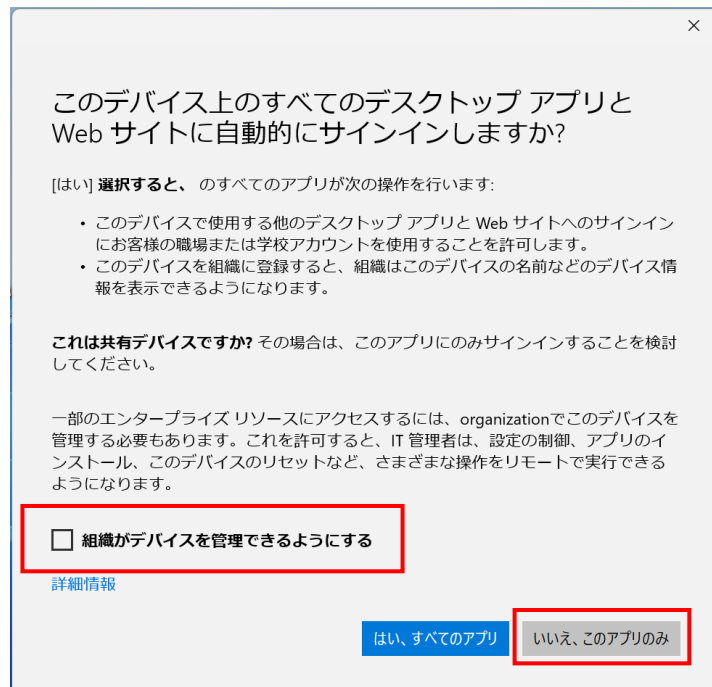 このデバイス上のすべてのデスクトップ アプリと
Web サイトに自動的にサインインしますか?
[はい] 選択すると、 のすべてのアプリが次の操作を行います:
• このデバイスで使用する他のデスクトップ アプリと Web サイトへのサインイン
にお客様の職場または学校アカウントを使用することを許可します。
• このデバイスを組織に登録すると、組織はこのデバイスの名前などのデバイス情
報を表示できるようになります。
これは共有デバイスですか? その場合は、このアプリにのみサインインすることを検討
してください。
一部のエンタープライズ リソースにアクセスするには、organizationでこのデバイスを
管理する必要もあります。これを許可すると、IT 管理者は、設定の制御、アプリのイ
ンストール、このデバイスのリセットなど、さまざまな操作をリモートで実行できる
ようになります。
組織がデバイスを管理できるようにする
詳細情報
はい、すべてのアプリ
いいえ、このアプリのみ